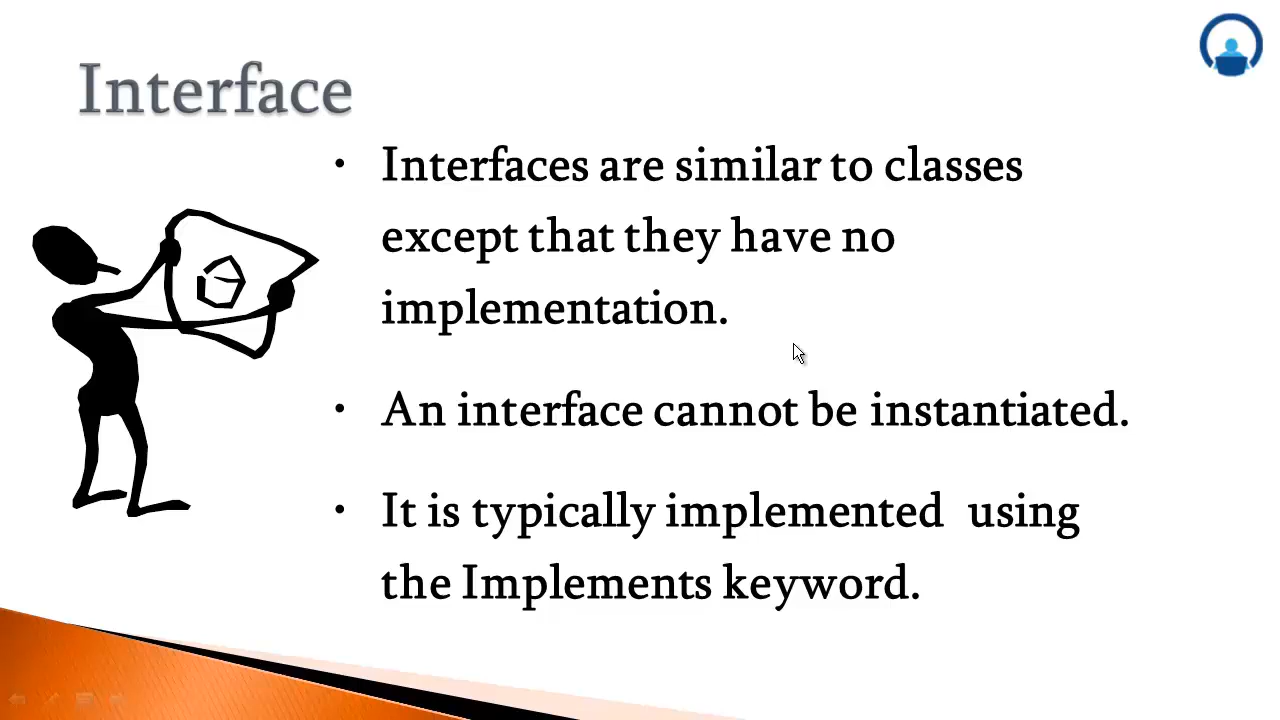 Interface
• Interfaces are similar to classes
except that they have no
implementation.
• An interface cannot be instantiated.
• It is typically implemented using
the Implements keyword.